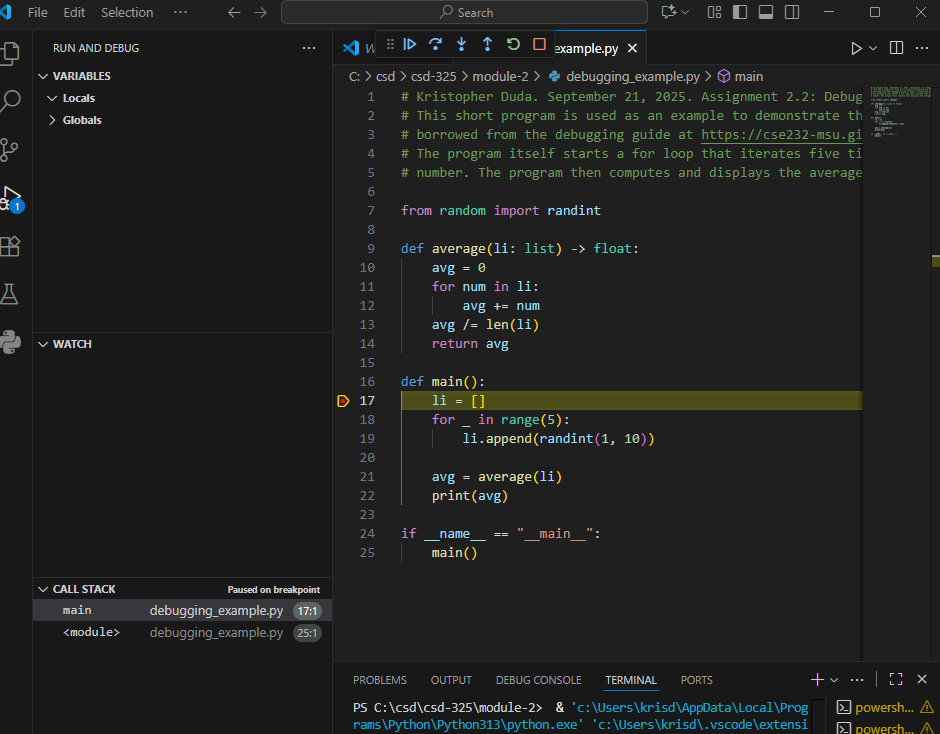 File Edit Selection ··· Search
RUN AND DEBUG ···
example.py
VARIABLES
Locals
Globals
1
WATCH
CALL STACK Paused on breakpoint
main debugging_example.py 17:1
<module> debugging_example.py 25:1
C: > csd > csd-325 > module-2 > debugging_example.py > main
1 # Kristopher Duda. September 21, 2025. Assignment 2.2: Debug
2 # This short program is used as an example to demonstrate th
3 # borrowed from the debugging guide at https://cse232-msu.gi
4 # The program itself starts a for loop that iterates five ti
5 # number. The program then computes and displays the average
6
7 from random import randint
8
9 def average(li: list) -> float:
10 avg = 0
11 for num in li:
12 avg += num
13 avg /= len(li)
14 return avg
15
16 def main():
17 li = []
18 for _ in range(5):
19 li.append(randint(1, 10))
20
21 avg = average(li)
22 print(avg)
23
24 if __name__ == "__main__":
25 main()
PROBLEMS OUTPUT DEBUG CONSOLE TERMINAL PORTS
PS C:\csd\csd-325\module-2> & 'c:\Users\krisd\AppData\Local\Prog
rams\Python\Python313\python.exe' 'c:\Users\krisd\.vscode\extensi
powersh...
powersh...